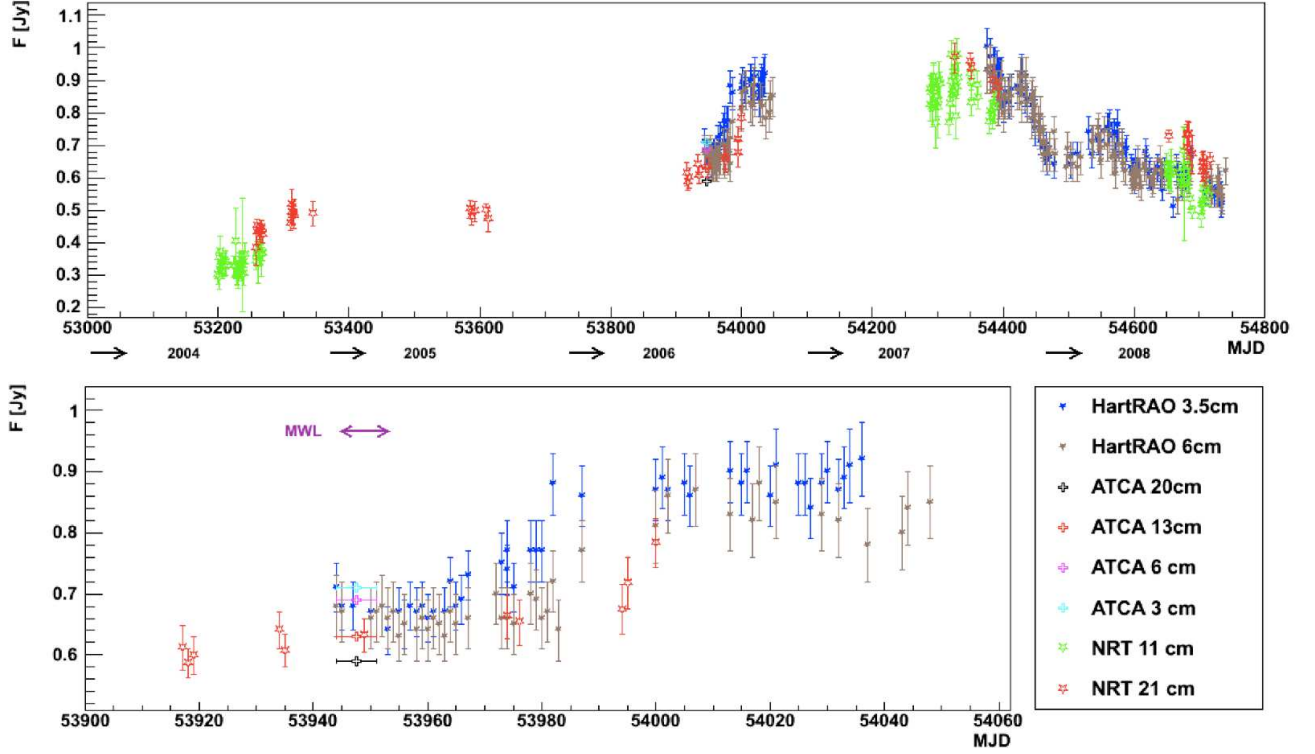 F [Jy]
1.1
1
0.9
0.8
0.7
0.6
0.5
0.4
0.3
0.2
53000 53200 53400 53600 53800 54000 54200 54400 54600 54800
MJD
2004 2005 2006 2007 2008
F [Jy]
1
0.9
0.8
0.7
0.6
MWL
53900 53920 53940 53960 53980 54000 54020 54040 54060
MJD
HartRAO 3.5cm
HartRAO 6cm
ATCA 20cm
ATCA 13cm
ATCA 6 cm
ATCA 3 cm
NRT 11 cm
NRT 21 cm